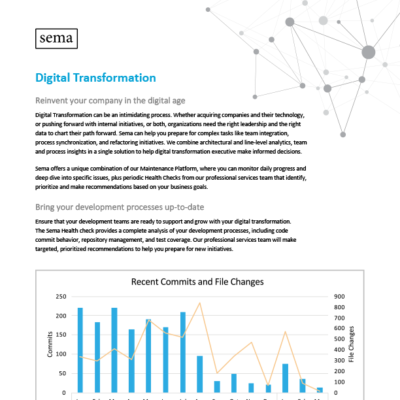 sema
Digital Transformation
Reinvent your company in the digital age
Digital Transformation can be an intimidating process. Whether acquiring companies and their technology,
or pushing forward with internal initiatives, or both, organizations need the right leadership and the right
data to chart their path forward. Sema can help you prepare for complex tasks like team integration,
process synchronization, and refactoring initiatives. We combine architectural and line-level analytics, team
and process insights in a single solution to help digital transformation executive make informed decisions.
Sema offers a unique combination of our Maintenance Platform, where you can monitor daily progress and
deep dive into specific issues, plus periodic Health Checks from our professional services team that identify,
prioritize and make recommendations based on your business goals.
Bring your development processes up-to-date
Ensure that your development teams are ready to support and grow with your digital transformation.
The Sema Health check provides a complete analysis of your development processes, including code
commit behavior, repository management, and test coverage. Our professional services team will make
targeted, prioritized recommendations to help you prepare for new initiatives.
Recent Commits and File Changes
250
200
150
100
50
0
Commits
900
800
700
600
500
400
300
200
100
0
File Changes